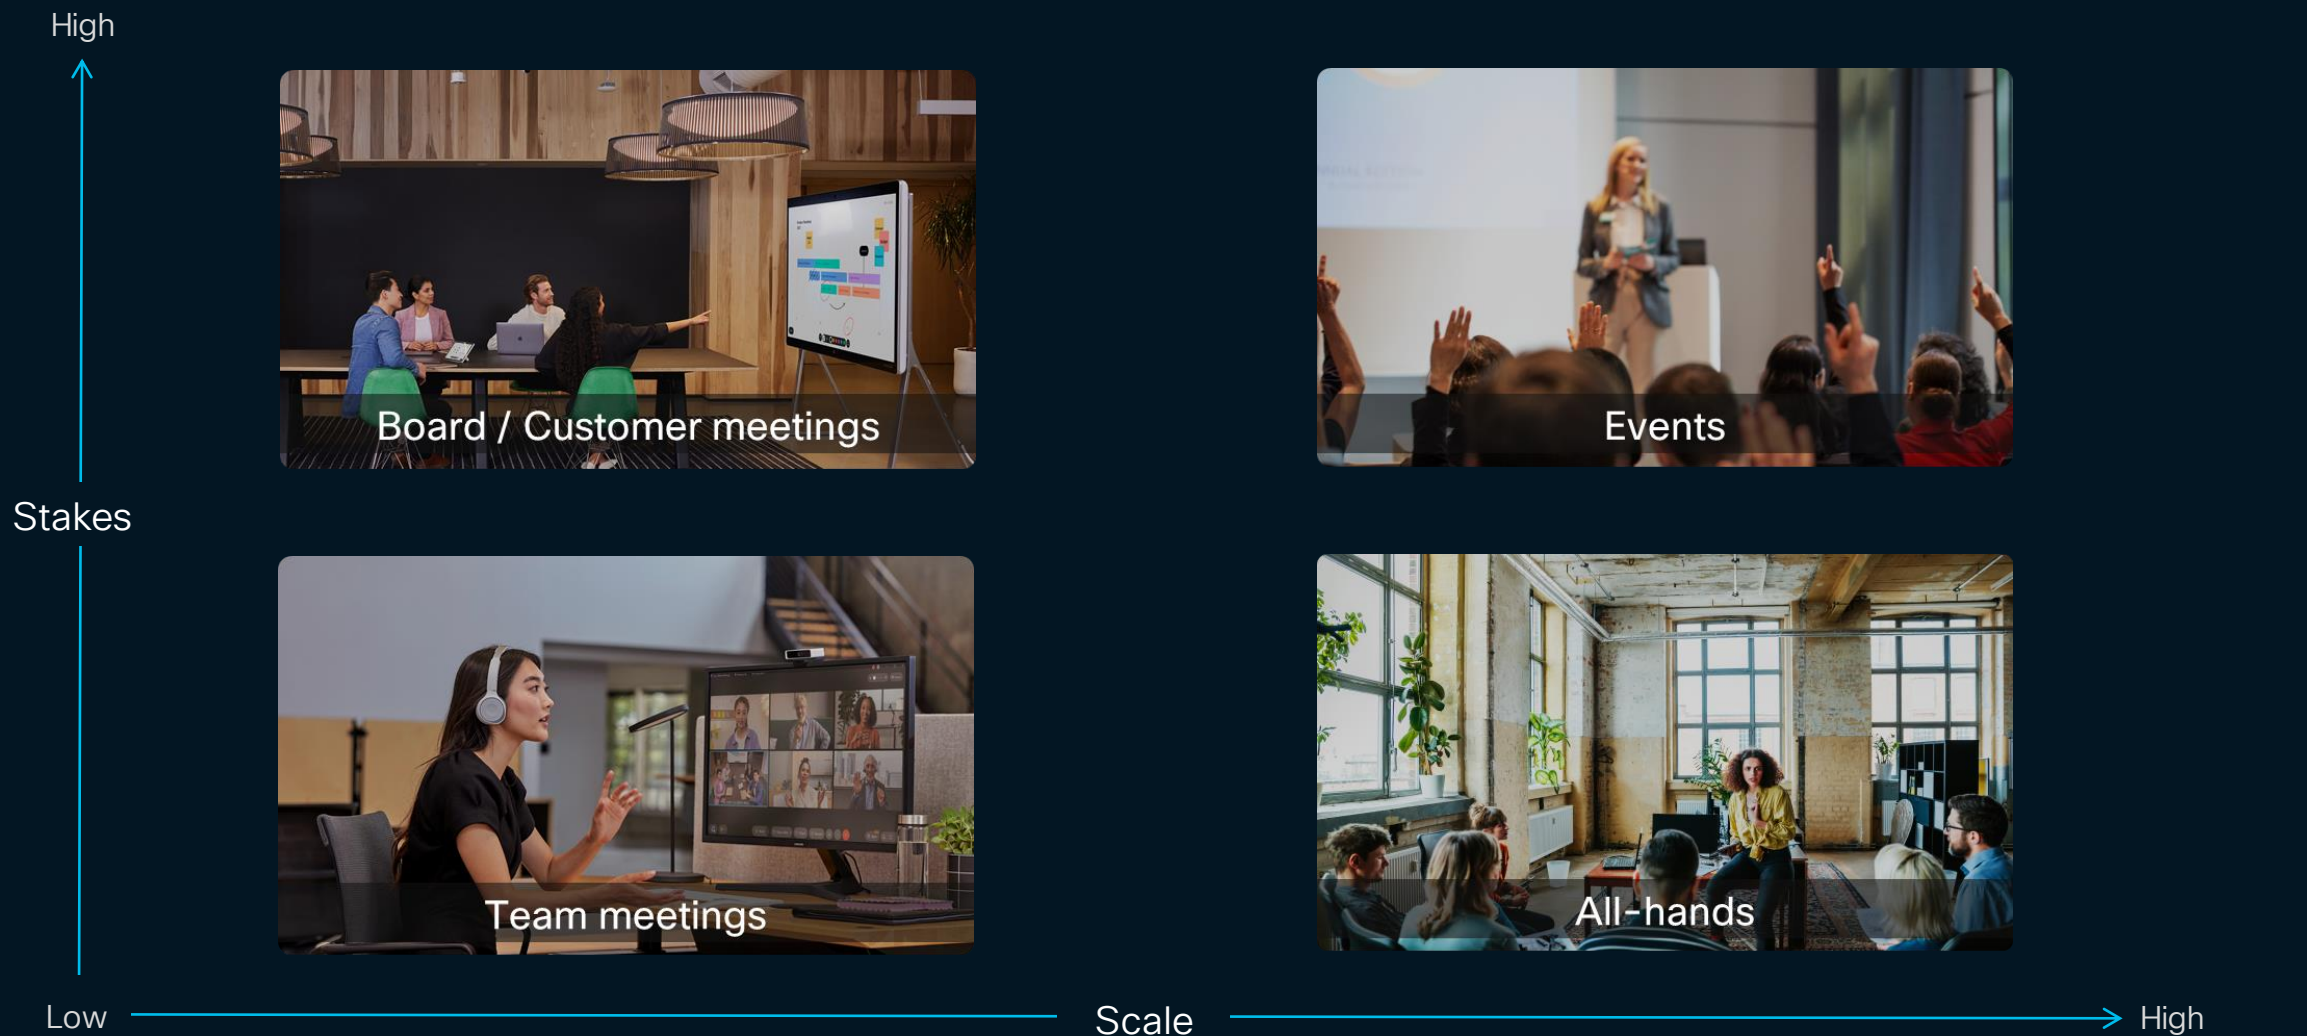 High
Board / Customer meetings
Events
Stakes
Team meetings
All-hands
Low
Scale
High